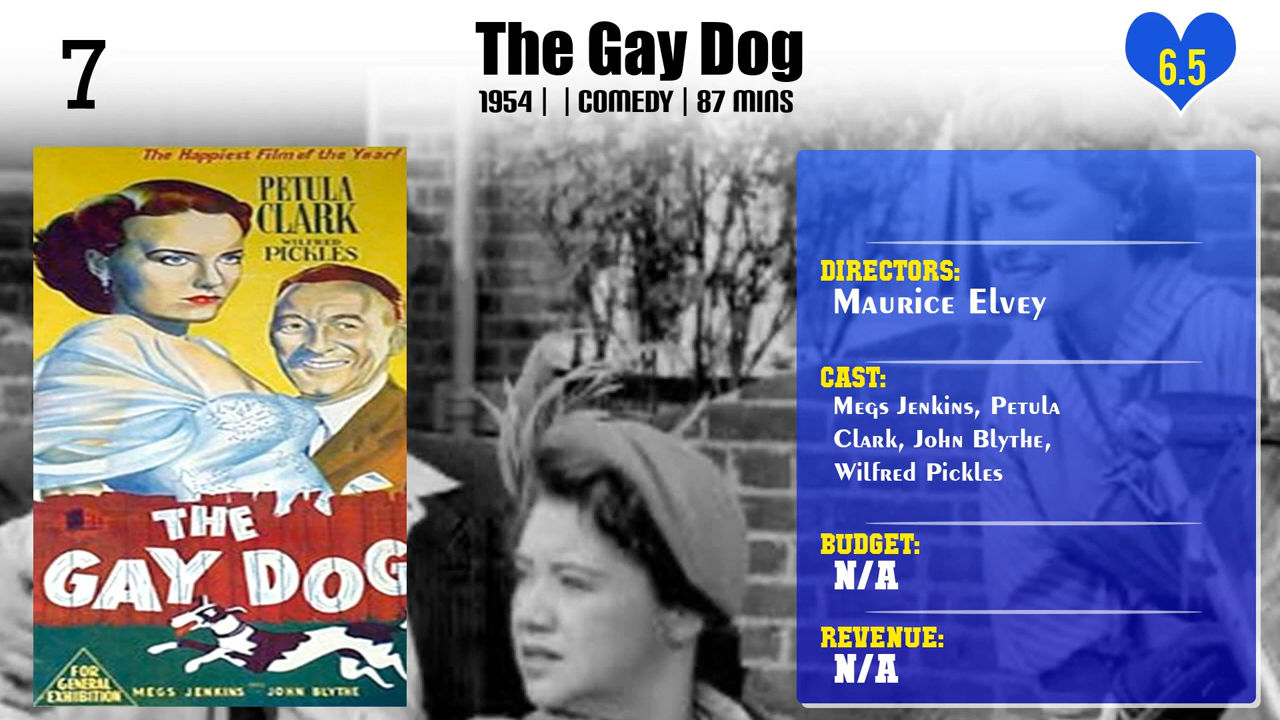 7
The Gay Dog
1954 | | COMEDY | 87 MINS
6.5
The Happiest Film of the Year!
PETULA
CLARK
WILFRED
PICKLES
THE
GAY DOG
FOR
GENERAL
EXHIBITION
MEGS JENKINS AND JOHN BLYTHE
DIRECTORS:
Maurice Elvey
CAST:
Megs Jenkins, Petula
Clark, John Blythe,
Wilfred Pickles
BUDGET:
N/A
REVENUE:
N/A